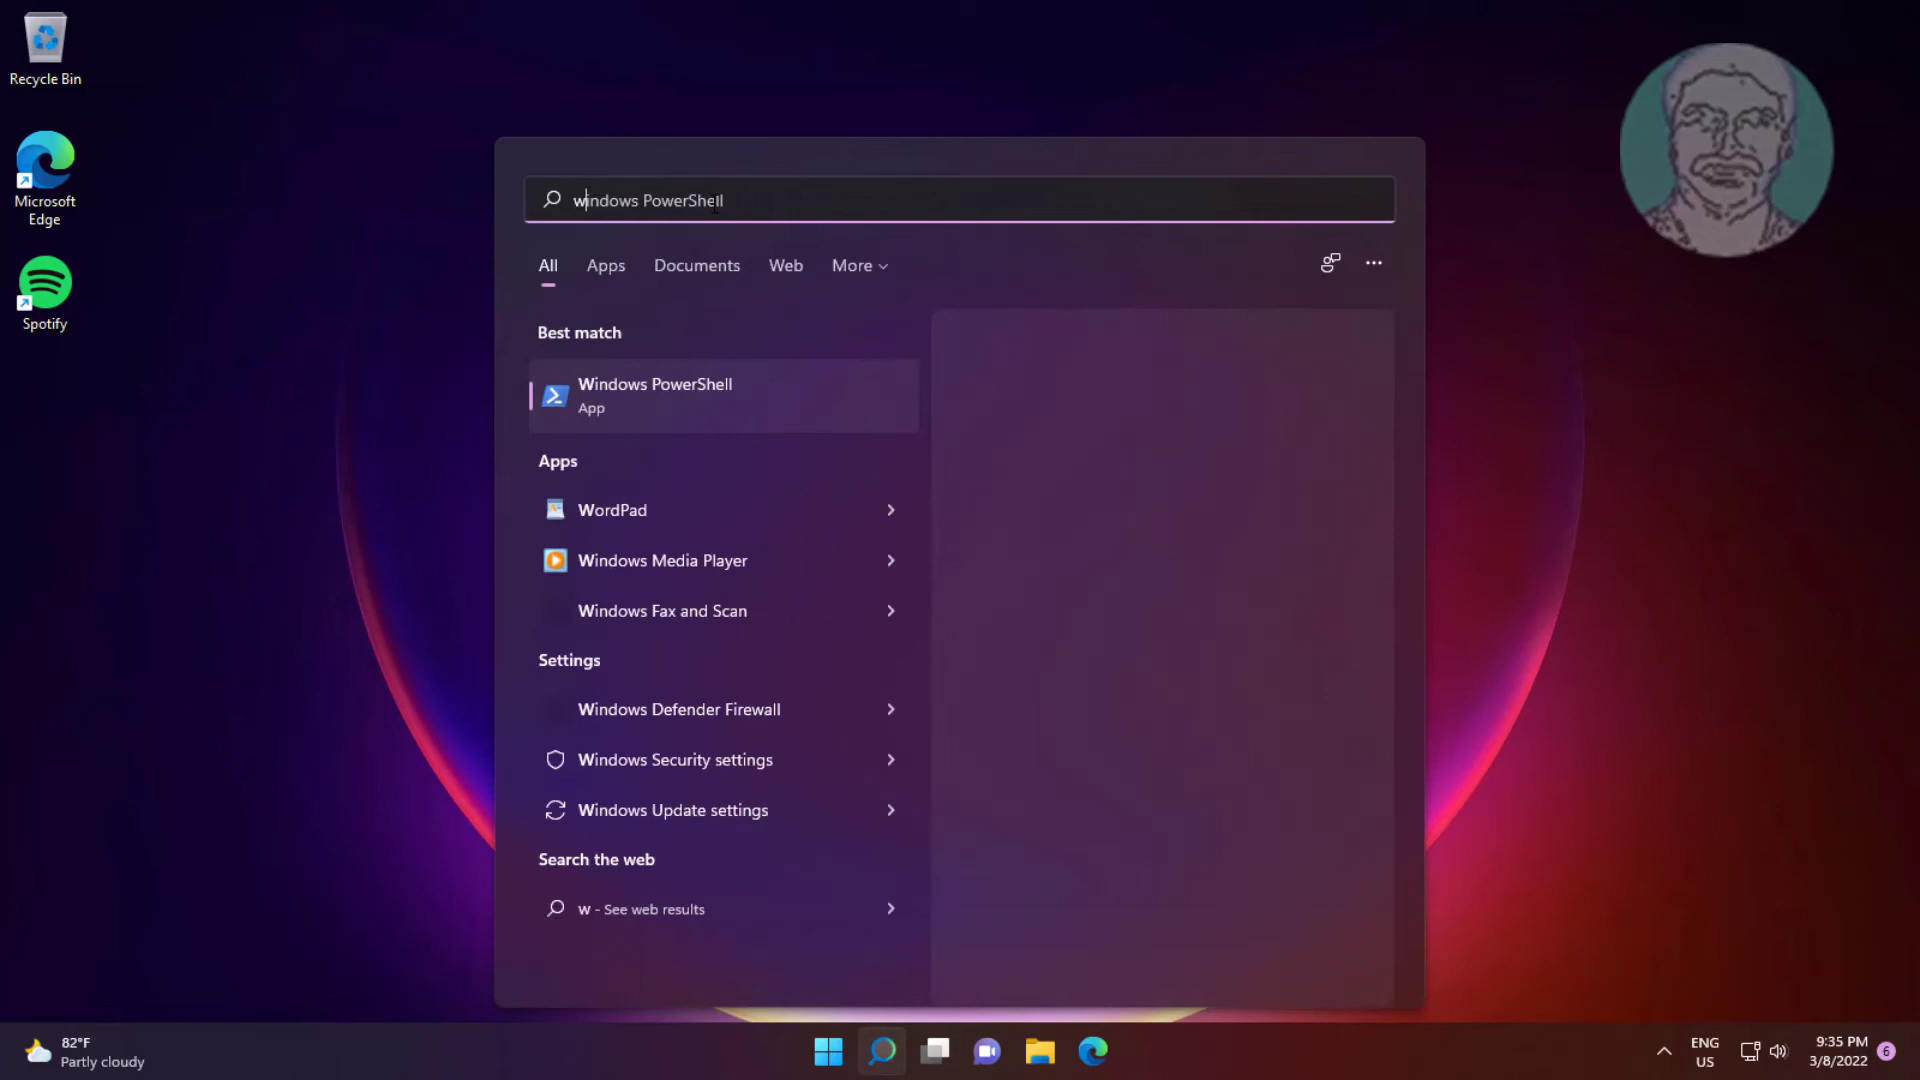 Recycle Bin
Microsoft
Edge
Spotify
windows PowerShell
All Apps Documents Web More
Best match
Windows PowerShell
App
Apps
WordPad
Windows Media Player
Windows Fax and Scan
Settings
Windows Defender Firewall
Windows Security settings
Windows Update settings
Search the web
w - See web results
82°F
Partly cloudy
ENG
US
9:35 PM
3/8/2022
6